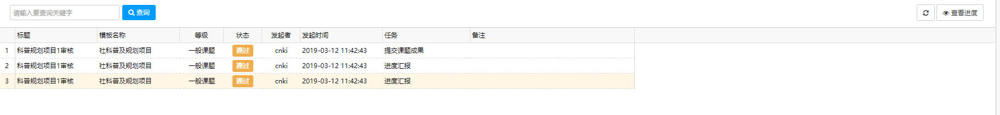 请输入要查询关键字 查询 查看进度
标题 模板名称 等级 状态 发起者 发起时间 任务 备注
1 科普规划项目1审核 社科普及规划项目 一般课题 通过 cnki 2019-03-12 11:42:43 提交课题成果
2 科普规划项目1审核 社科普及规划项目 一般课题 通过 cnki 2019-03-12 11:42:43 进度汇报
3 科普规划项目1审核 社科普及规划项目 一般课题 通过 cnki 2019-03-12 11:42:43 进度汇报